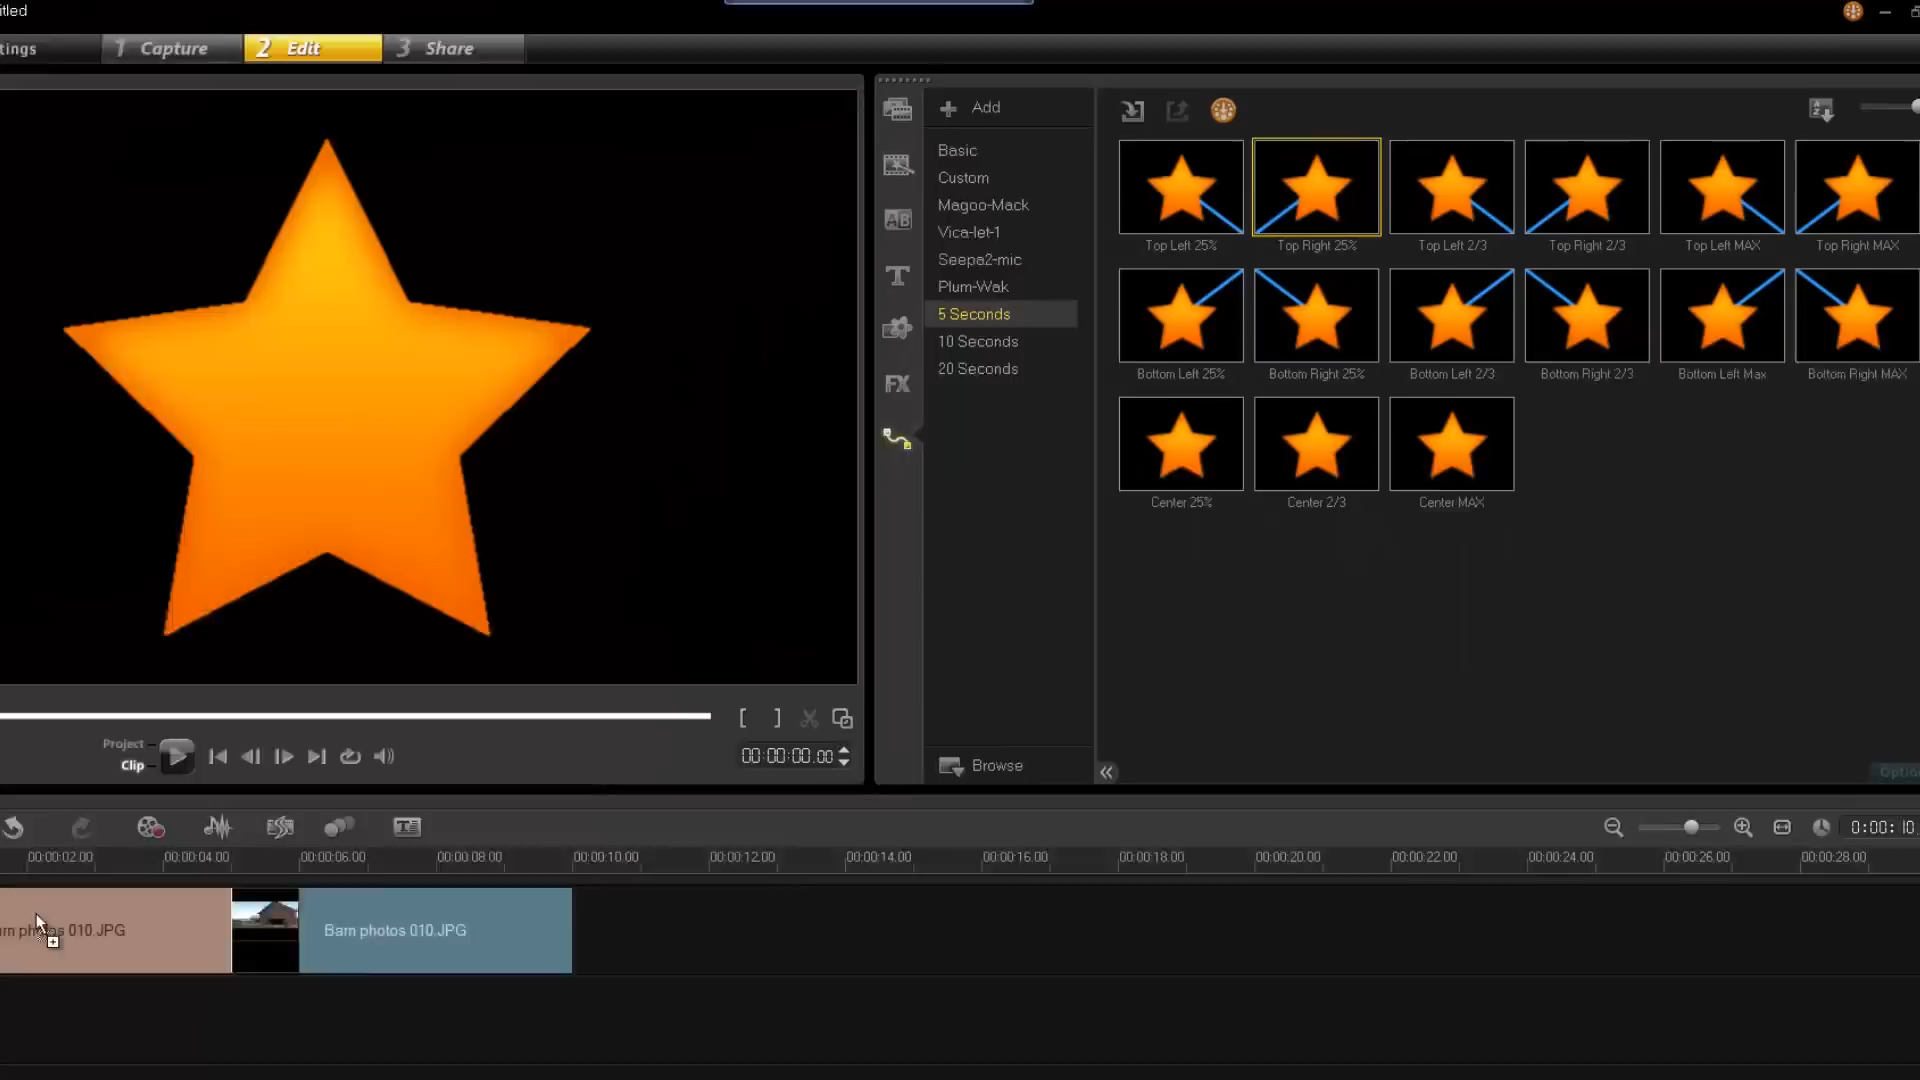 itled
tings
1 Capture
2 Edit
3 Share
Add
Basic
Custom
Magoo-Mack
Vica-let-1
Seepa2-mic
Plum-Wak
5 Seconds
10 Seconds
20 Seconds
AB
T
FX
A
Z
Top Left 25%
Top Right 25%
Top Left 2/3
Top Right 2/3
Top Left MAX
Top Right MAX
Bottom Left 25%
Bottom Right 25%
Bottom Left 2/3
Bottom Right 2/3
Bottom Left Max
Bottom Right MAX
Center 25%
Center 2/3
Center MAX
[ ]
Project
Clip
00:00:00.00
Browse
Optio
0:00:10.
00:00:02.00
00:00:04.00
00:00:06.00
00:00:08.00
00:00:10.00
00:00:12.00
00:00:14.00
00:00:16.00
00:00:18.00
00:00:20.00
00:00:22.00
00:00:24.00
00:00:26.00
00:00:28.00
rn photos 010.JPG
Barn photos 010.JPG